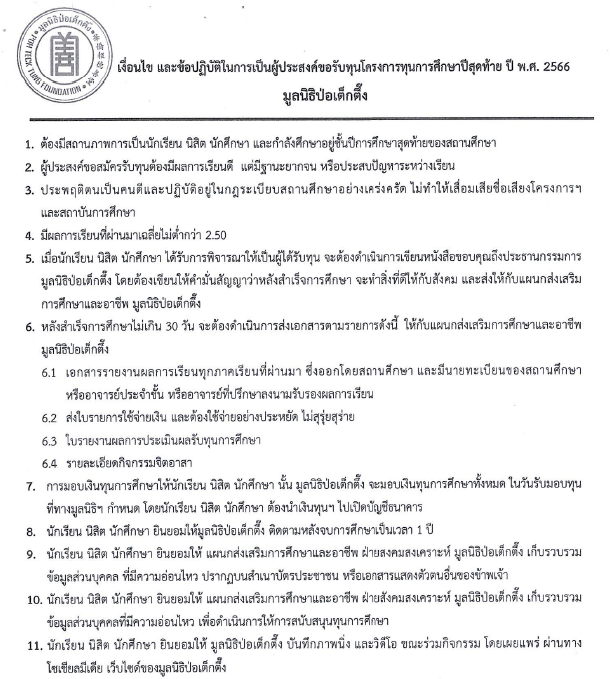 มูลนิธิป่อเต็กตึ๊ง
POH TECK TUNG FOUNDATION
善
เงื่อนไข และข้อปฏิบัติในการเป็นผู้ประสงค์ขอรับทุนโครงการทุนการศึกษาปีสุดท้าย ปี พ.ศ. 2566
มูลนิธิป่อเต็กตึ๊ง
1. ต้องมีสถานภาพการเป็นนักเรียน นิสิต นักศึกษา และกำลังศึกษาอยู่ชั้นปีการศึกษาสุดท้ายของสถานศึกษา
2. ผู้ประสงค์ขอสมัครรับทุนต้องมีผลการเรียนดี แต่มีฐานะยากจน หรือประสบปัญหาระหว่างเรียน
3. ประพฤติตนเป็นคนดีและปฏิบัติอยู่ในกฎระเบียบสถานศึกษาอย่างเคร่งครัด ไม่ทำให้เสื่อมเสียชื่อเสียงโครงการฯ
และสถาบันการศึกษา
4. มีผลการเรียนที่ผ่านมาเฉลี่ยไม่ต่ำกว่า 2.50
5. เมื่อนักเรียน นิสิต นักศึกษา ได้รับการพิจารณาให้เป็นผู้ได้รับทุน จะต้องดำเนินการเขียนหนังสือขอบคุณถึงประธานกรรมการ
มูลนิธิป่อเต็กตึ๊ง โดยต้องเขียนให้คำมั่นสัญญาว่าหลังสำเร็จการศึกษา จะทำสิ่งที่ดีให้กับสังคม และส่งให้กับแผนกส่งเสริม
การศึกษาและอาชีพ มูลนิธิป่อเต็กตึ๊ง
6. หลังสำเร็จการศึกษาไม่เกิน 30 วัน จะต้องดำเนินการส่งเอกสารตามรายการดังนี้ ให้กับแผนกส่งเสริมการศึกษาและอาชีพ
มูลนิธิป่อเต็กตึ๊ง
6.1 เอกสารรายงานผลการเรียนทุกภาคเรียนที่ผ่านมา ซึ่งออกโดยสถานศึกษา และมีนายทะเบียนของสถานศึกษา
หรืออาจารย์ประจำชั้น หรืออาจารย์ที่ปรึกษาลงนามรับรองผลการเรียน
6.2 ส่งใบรายการใช้จ่ายเงิน และต้องใช้จ่ายอย่างประหยัด ไม่สุรุ่ยสุร่าย
6.3 ใบรายงานผลการประเมินผลรับทุนการศึกษา
6.4 รายละเอียดกิจกรรมจิตอาสา
7. การมอบเงินทุนการศึกษาให้นักเรียน นิสิต นักศึกษา นั้น มูลนิธิป่อเต็กตึ๊ง จะมอบเงินทุนการศึกษาทั้งหมด ในวันรับมอบทุน
ที่ทางมูลนิธิฯ กำหนด โดยนักเรียน นิสิต นักศึกษา ต้องนำเงินทุนฯ ไปเปิดบัญชีธนาคาร
8. นักเรียน นิสิต นักศึกษา ยินยอมให้มูลนิธิป่อเต็กตึ๊ง ติดตามหลังจบการศึกษาเป็นเวลา 1 ปี
9. นักเรียน นิสิต นักศึกษา ยินยอมให้ แผนกส่งเสริมการศึกษาและอาชีพ ฝ่ายสงคมสงเคราะห์ มูลนิธิป่อเต็กตึ๊ง เก็บรวบรวม
ข้อมูลส่วนบุคคล ที่มีความอ่อนไหว ปรากฏบนสำเนาบัตรประชาชน หรือเอกสารแสดงตัวตนอื่นของข้าพเจ้า
10. นักเรียน นิสิต นักศึกษา ยินยอมให้ แผนกส่งเสริมการศึกษาและอาชีพ ฝ่ายสังคมสงเคราะห์ มูลนิธิป่อเต็กตึ๊ง เก็บรวบรวม
ข้อมูลส่วนบุคคลที่มีความอ่อนไหว เพื่อดำเนินการให้การสนับสนุนทุนการศึกษา
11. นักเรียน นิสิต นักศึกษา ยินยอมให้ มูลนิธิป่อเต็กตึ๊ง บันทึกภาพนิ่ง และวิดีโอ ขณะร่วมกิจกรรม โดยเผยแพร่ ผ่านทาง
โซเชียลมีเดีย เว็บไซต์ของมูลนิธิป่อเต็กตึ๊ง